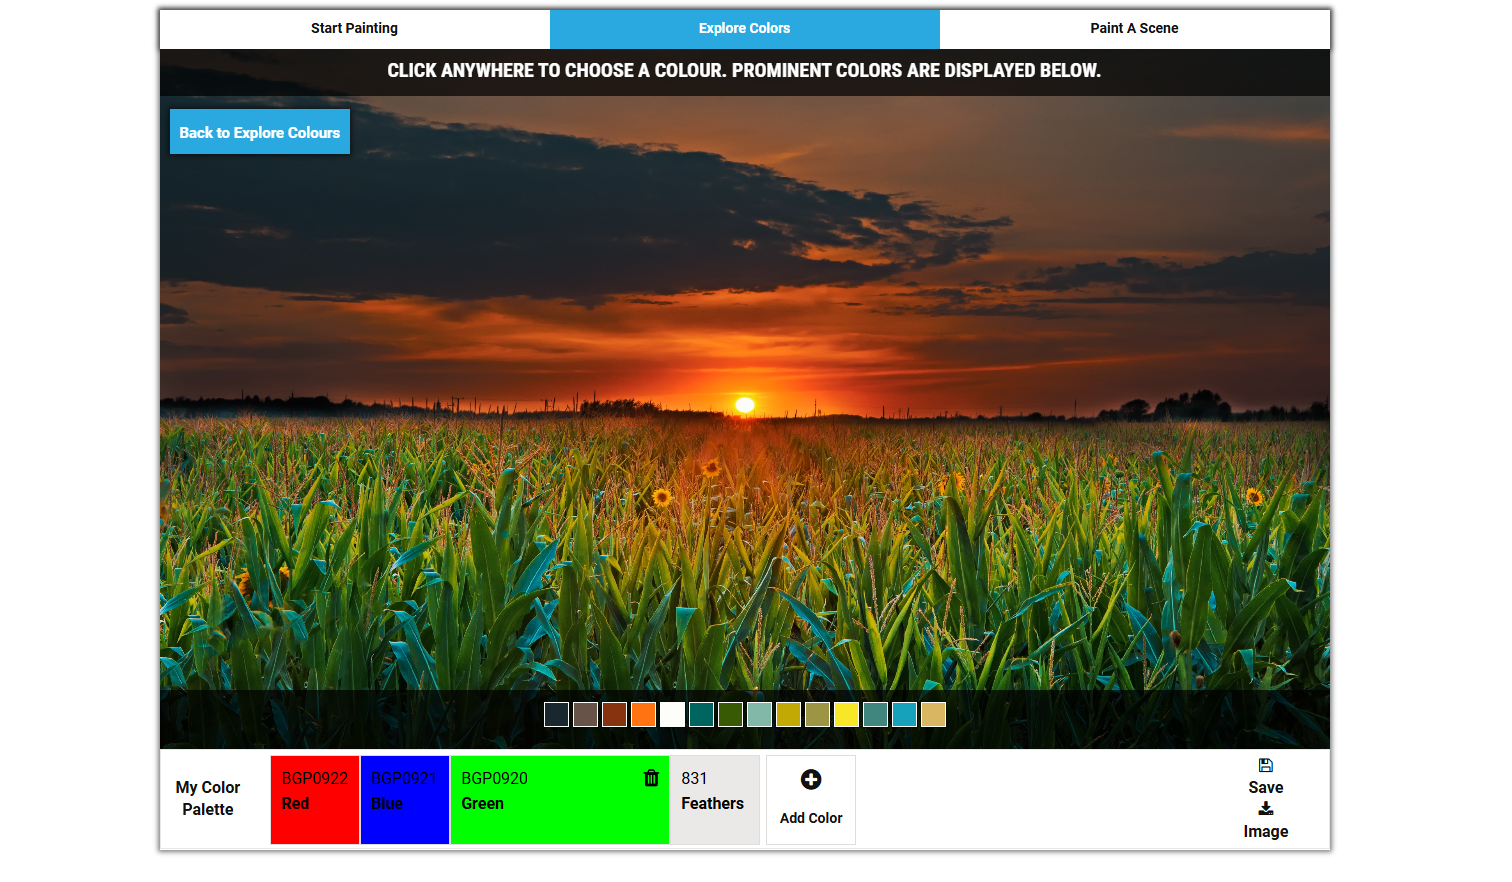 Start Painting
Explore Colors
Paint A Scene
CLICK ANYWHERE TO CHOOSE A COLOUR. PROMINENT COLORS ARE DISPLAYED BELOW.
Back to Explore Colours
My Color
Palette
BGP0922
Red
BGP0921
Blue
BGP0920
Green
831
Feathers
Add Color
Save
Image